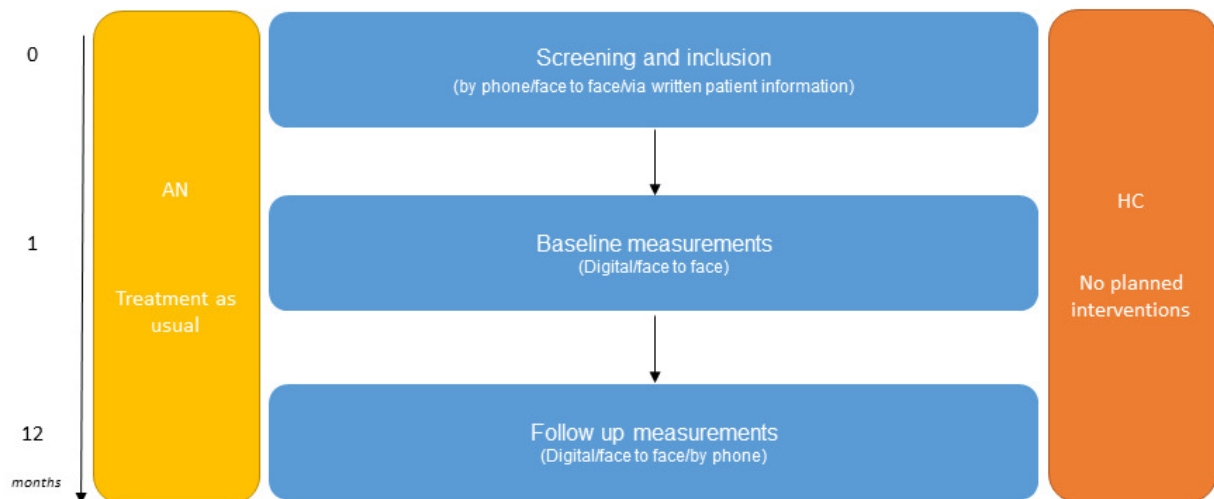 0
Screening and inclusion
(by phone/face to face/via written patient information)
AN
HC
1
Baseline measurements
(Digital/face to face)
Treatment as
usual
No planned
interventions
12
Follow up measurements
(Digital/face to face/by phone)
months